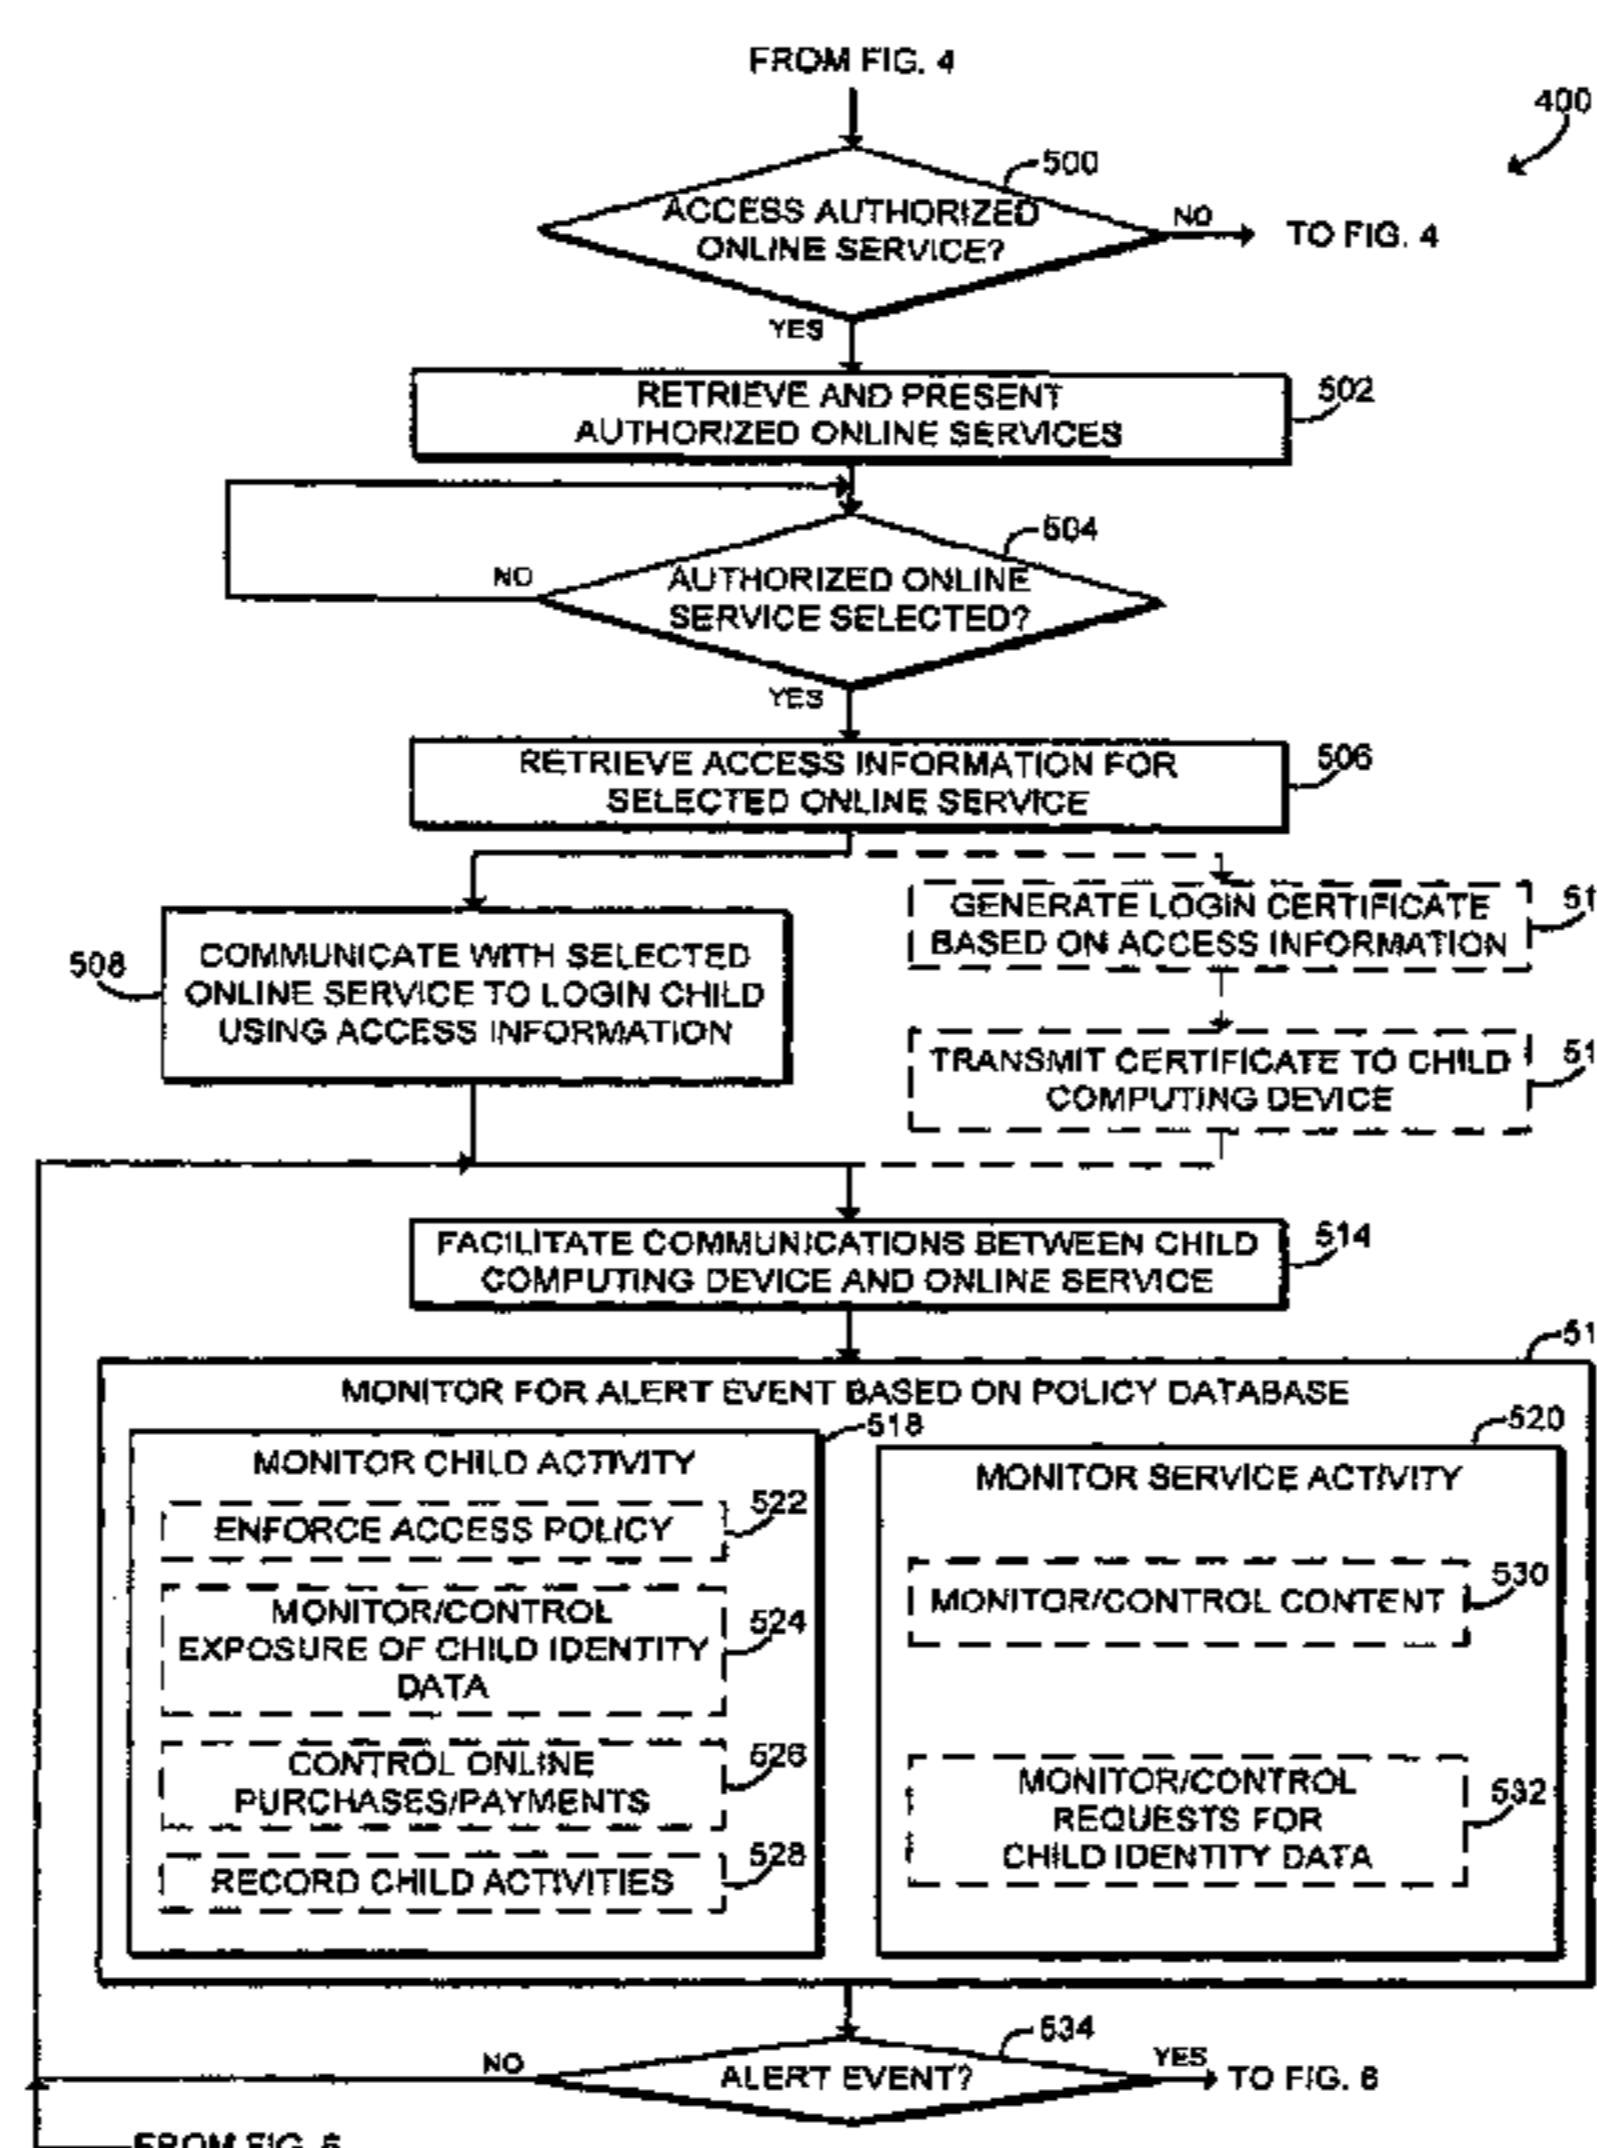 FROM FIG. 4
400
500
ACCESS AUTHORIZED
ONLINE SERVICE?
NO
TO FIG. 4
YES
RETRIEVE AND PRESENT
AUTHORIZED ONLINE SERVICES
502
504
AUTHORIZED ONLINE
SERVICE SELECTED?
NO
YES
RETRIEVE ACCESS INFORMATION FOR
SELECTED ONLINE SERVICE
506
508
COMMUNICATE WITH SELECTED
ONLINE SERVICE TO LOGIN CHILD
USING ACCESS INFORMATION
GENERATE LOGIN CERTIFICATE
BASED ON ACCESS INFORMATION
51
TRANSMIT CERTIFICATE TO CHILD
COMPUTING DEVICE
51
FACILITATE COMMUNICATIONS BETWEEN CHILD
COMPUTING DEVICE AND ONLINE SERVICE
514
51
MONITOR FOR ALERT EVENT BASED ON POLICY DATABASE
518
MONITOR CHILD ACTIVITY
ENFORCE ACCESS POLICY
522
MONITOR/CONTROL
EXPOSURE OF CHILD IDENTITY
DATA
524
CONTROL ONLINE
PURCHASES/PAYMENTS
526
RECORD CHILD ACTIVITIES
528
520
MONITOR SERVICE ACTIVITY
MONITOR/CONTROL CONTENT
530
MONITOR/CONTROL
REQUESTS FOR
CHILD IDENTITY DATA
532
534
ALERT EVENT?
NO
YES
TO FIG. 6
FROM FIG.